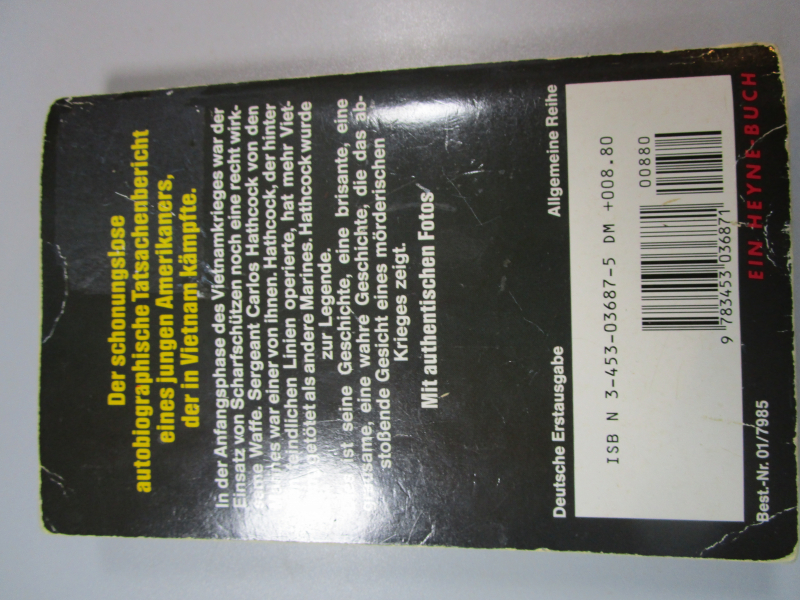 Der schonungslose
autobiographische Tatsachenbericht
eines jungen Amerikaners,
der in Vietnam kämpfte.
In der Anfangsphase des Vietnamkrieges war der
Einsatz von Scharfschützen noch eine recht wirk-
same Waffe. Sergeant Carlos Hathcock von den
war einer von ihnen. Hathcock, der hinter
feindlichen Linien operierte, hat mehr Viet-
getötet als andere Marines. Hathcock wurde
zur Legende.
ist seine Geschichte, eine brisante, eine
grausame, eine wahre Geschichte, die das ab-
stoßende Gesicht eines mörderischen
Krieges zeigt.
Mit authentischen Fotos
Deutsche Erstausgabe
Allgemeine Reihe
ISB N 3-453-03687-5 DM +008.80
00880
9 783453 036871
Best.-Nr. 01/7985
EIN HEYNE-BUCH